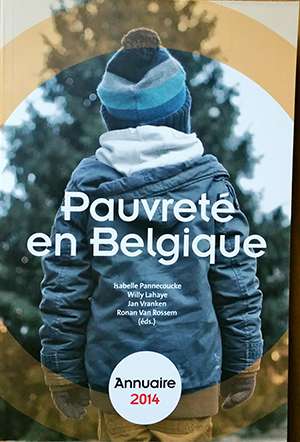 Pauvreté
en Belgique
Isabelle Pannecoucke
Willy Lahaye
Jan Vranken
Ronan Van Rossem
(éds.)
Annuaire
2014